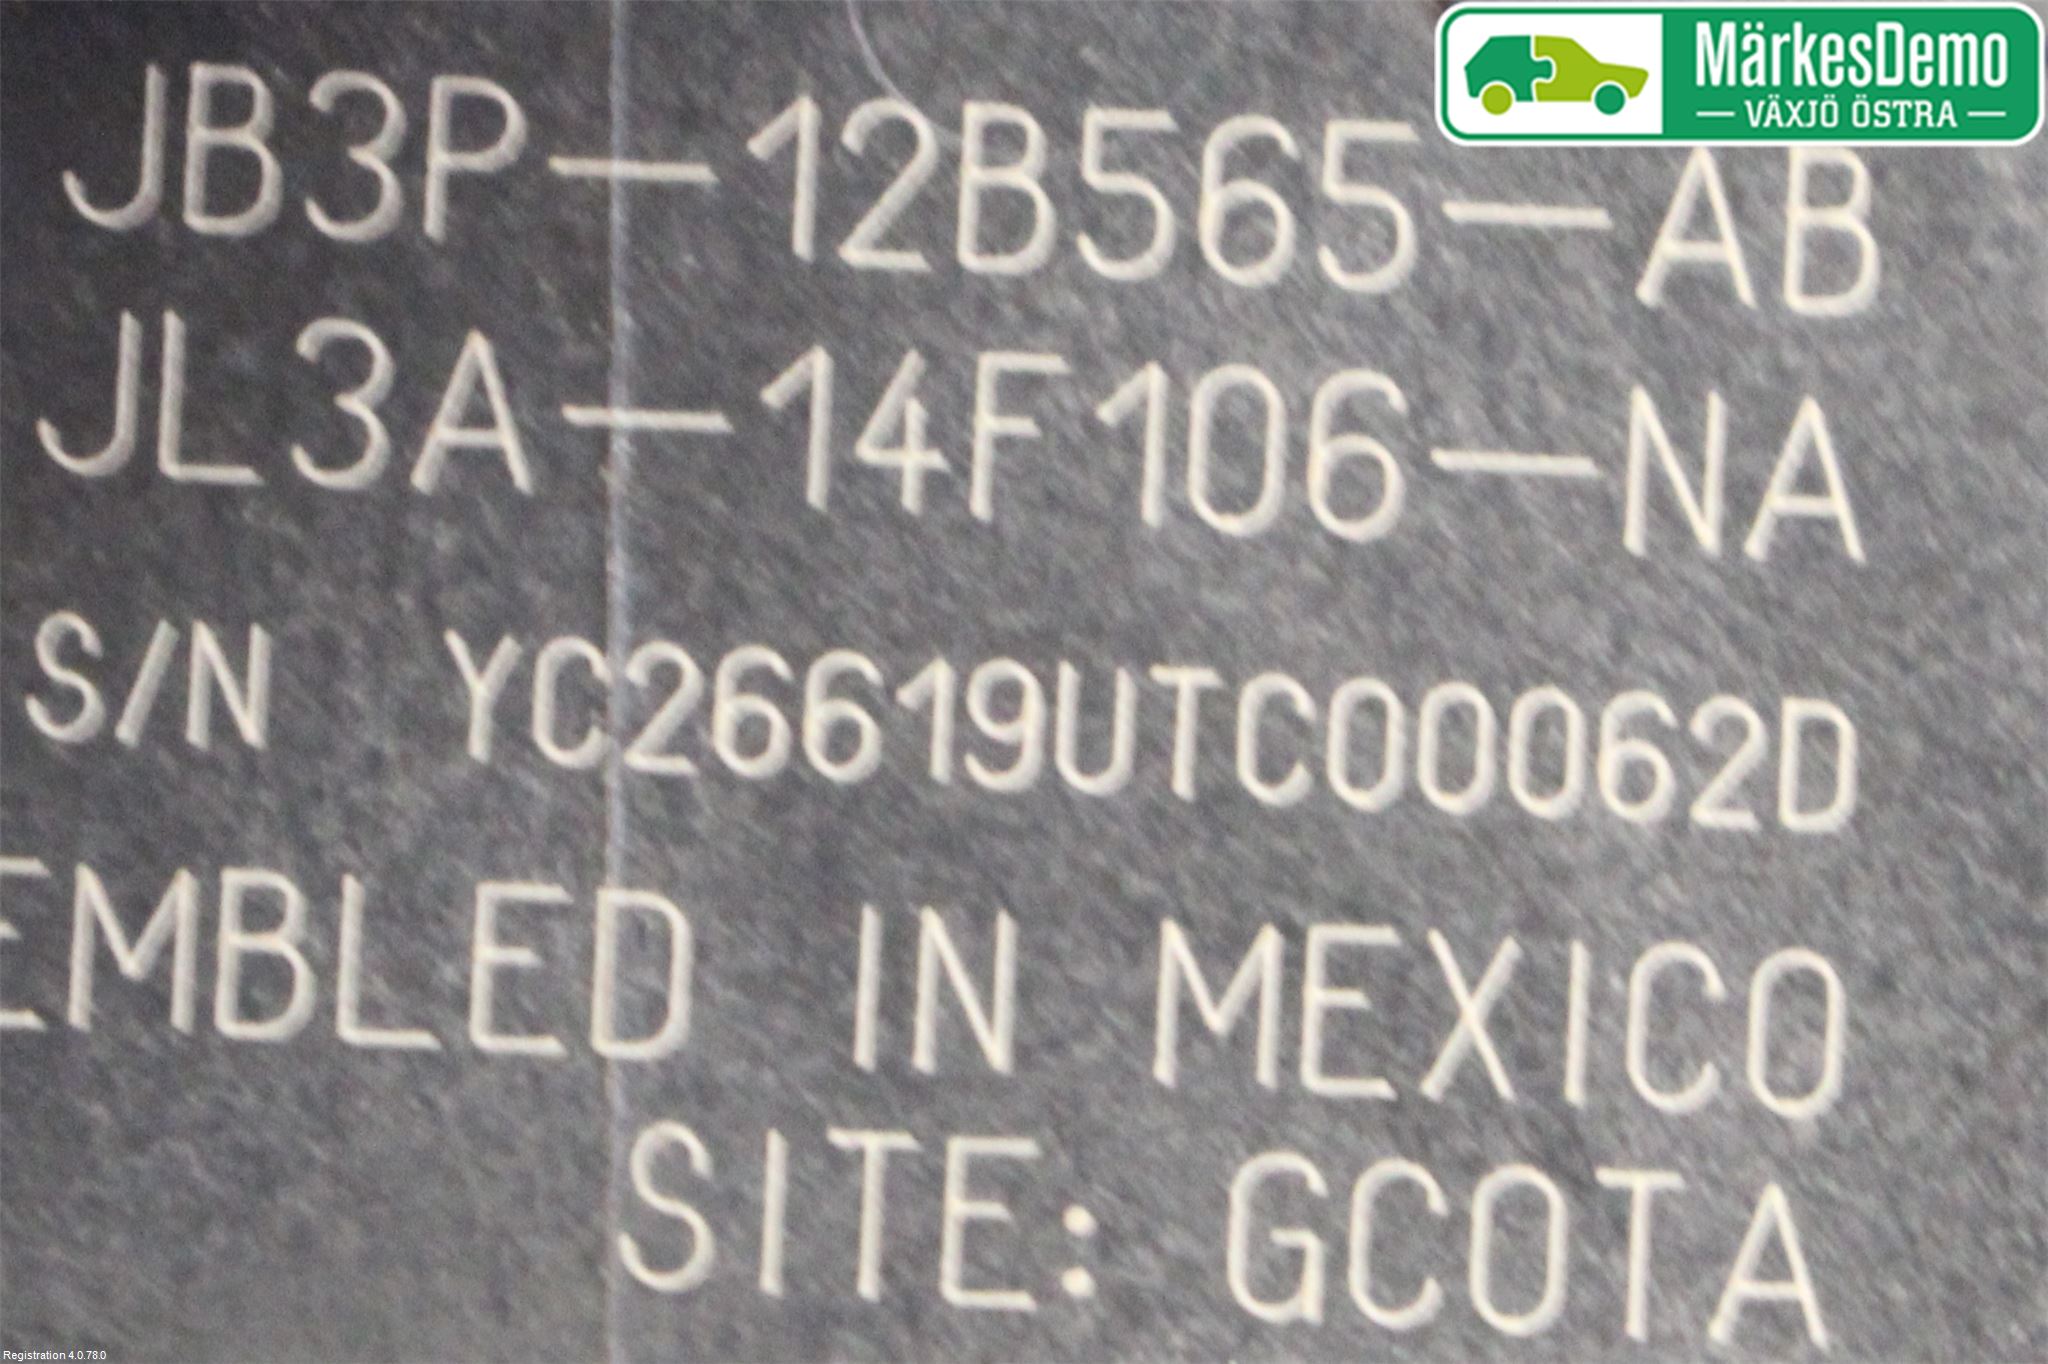 MärkesDemo
VÄXJÖ ÖSTRA
JB3P-12B565-AB
JL3A-14F106-NA
S/N YC26619UTC00062D
EMBLED IN MEXICO
SITE: GCOTA
Registration 4.0.78.0